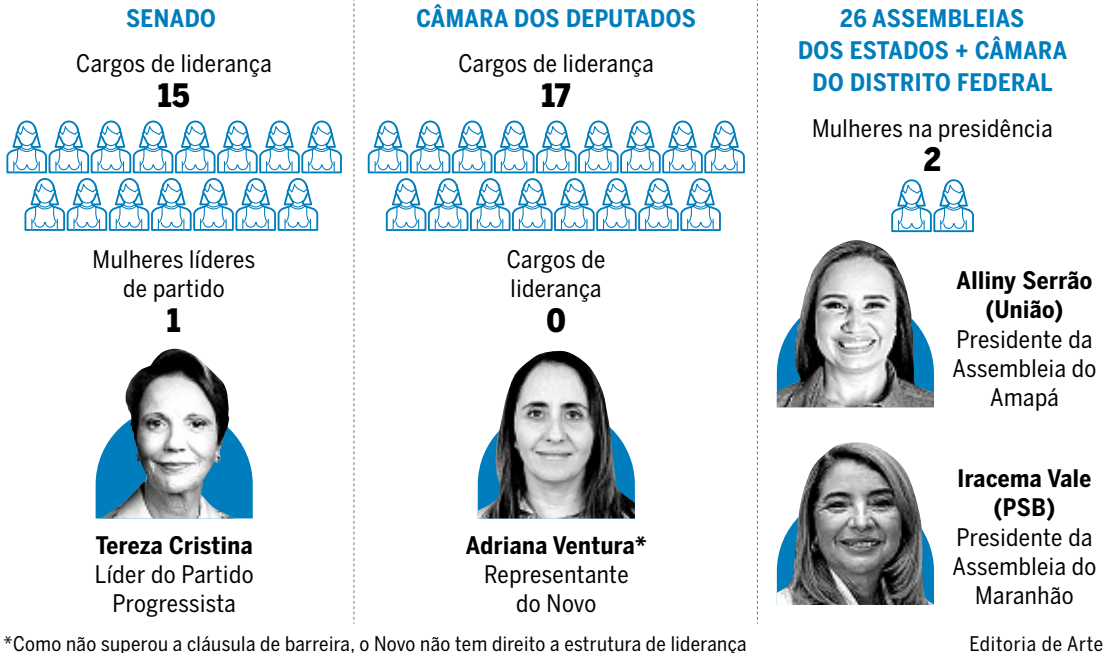 SENADO
Cargos de liderança
15
Mulheres líderes
de partido
1
Tereza Cristina
Líder do Partido
Progressista
CÂMARA DOS DEPUTADOS
Cargos de liderança
17
Cargos de
liderança
0
Adriana Ventura*
Representante
do Novo
26 ASSEMBLEIAS
DOS ESTADOS + CÂMARA
DO DISTRITO FEDERAL
Mulheres na presidência
2
Alliny Serrão
(União)
Presidente da
Assembleia do
Amapá
Iracema Vale
(PSB)
Presidente da
Assembleia do
Maranhão
*Como não superou a cláusula de barreira, o Novo não tem direito a estrutura de liderança
Editoria de Arte